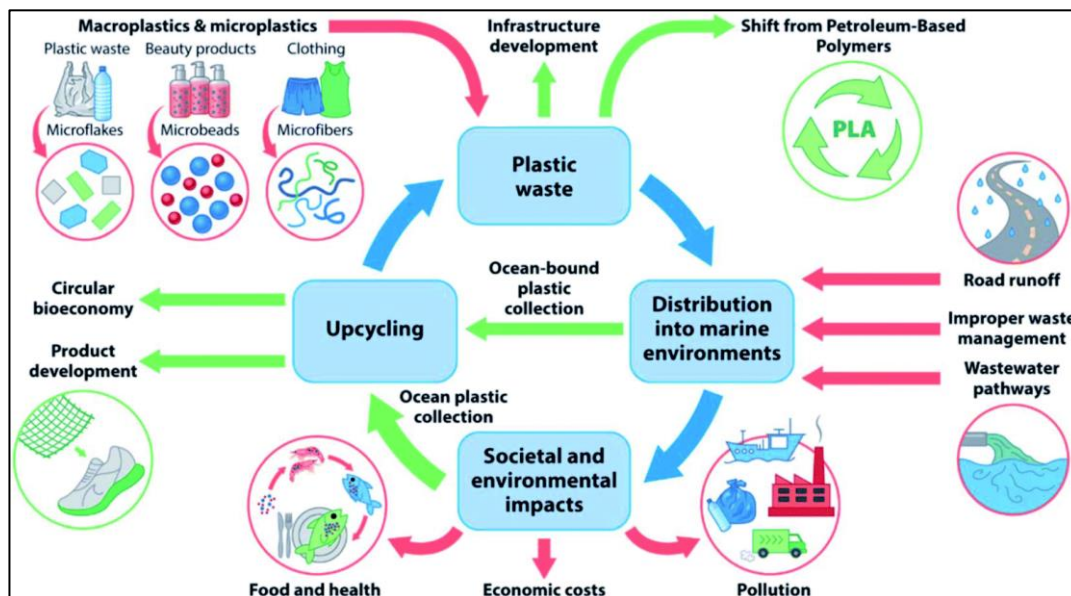 Macroplastics & microplastics
Plastic waste
Beauty products
Clothing
Microflakes
Microbeads
Microfibers
Infrastructure
development
Shift from Petroleum-Based
Polymers
PLA
Plastic
waste
Road runoff
Improper waste
management
Wastewater
pathways
Distribution
into marine
environments
Ocean-bound
plastic
collection
Upcycling
Circular
bioeconomy
Product
development
Ocean plastic
collection
Societal and
environmental
impacts
Food and health
Economic costs
Pollution